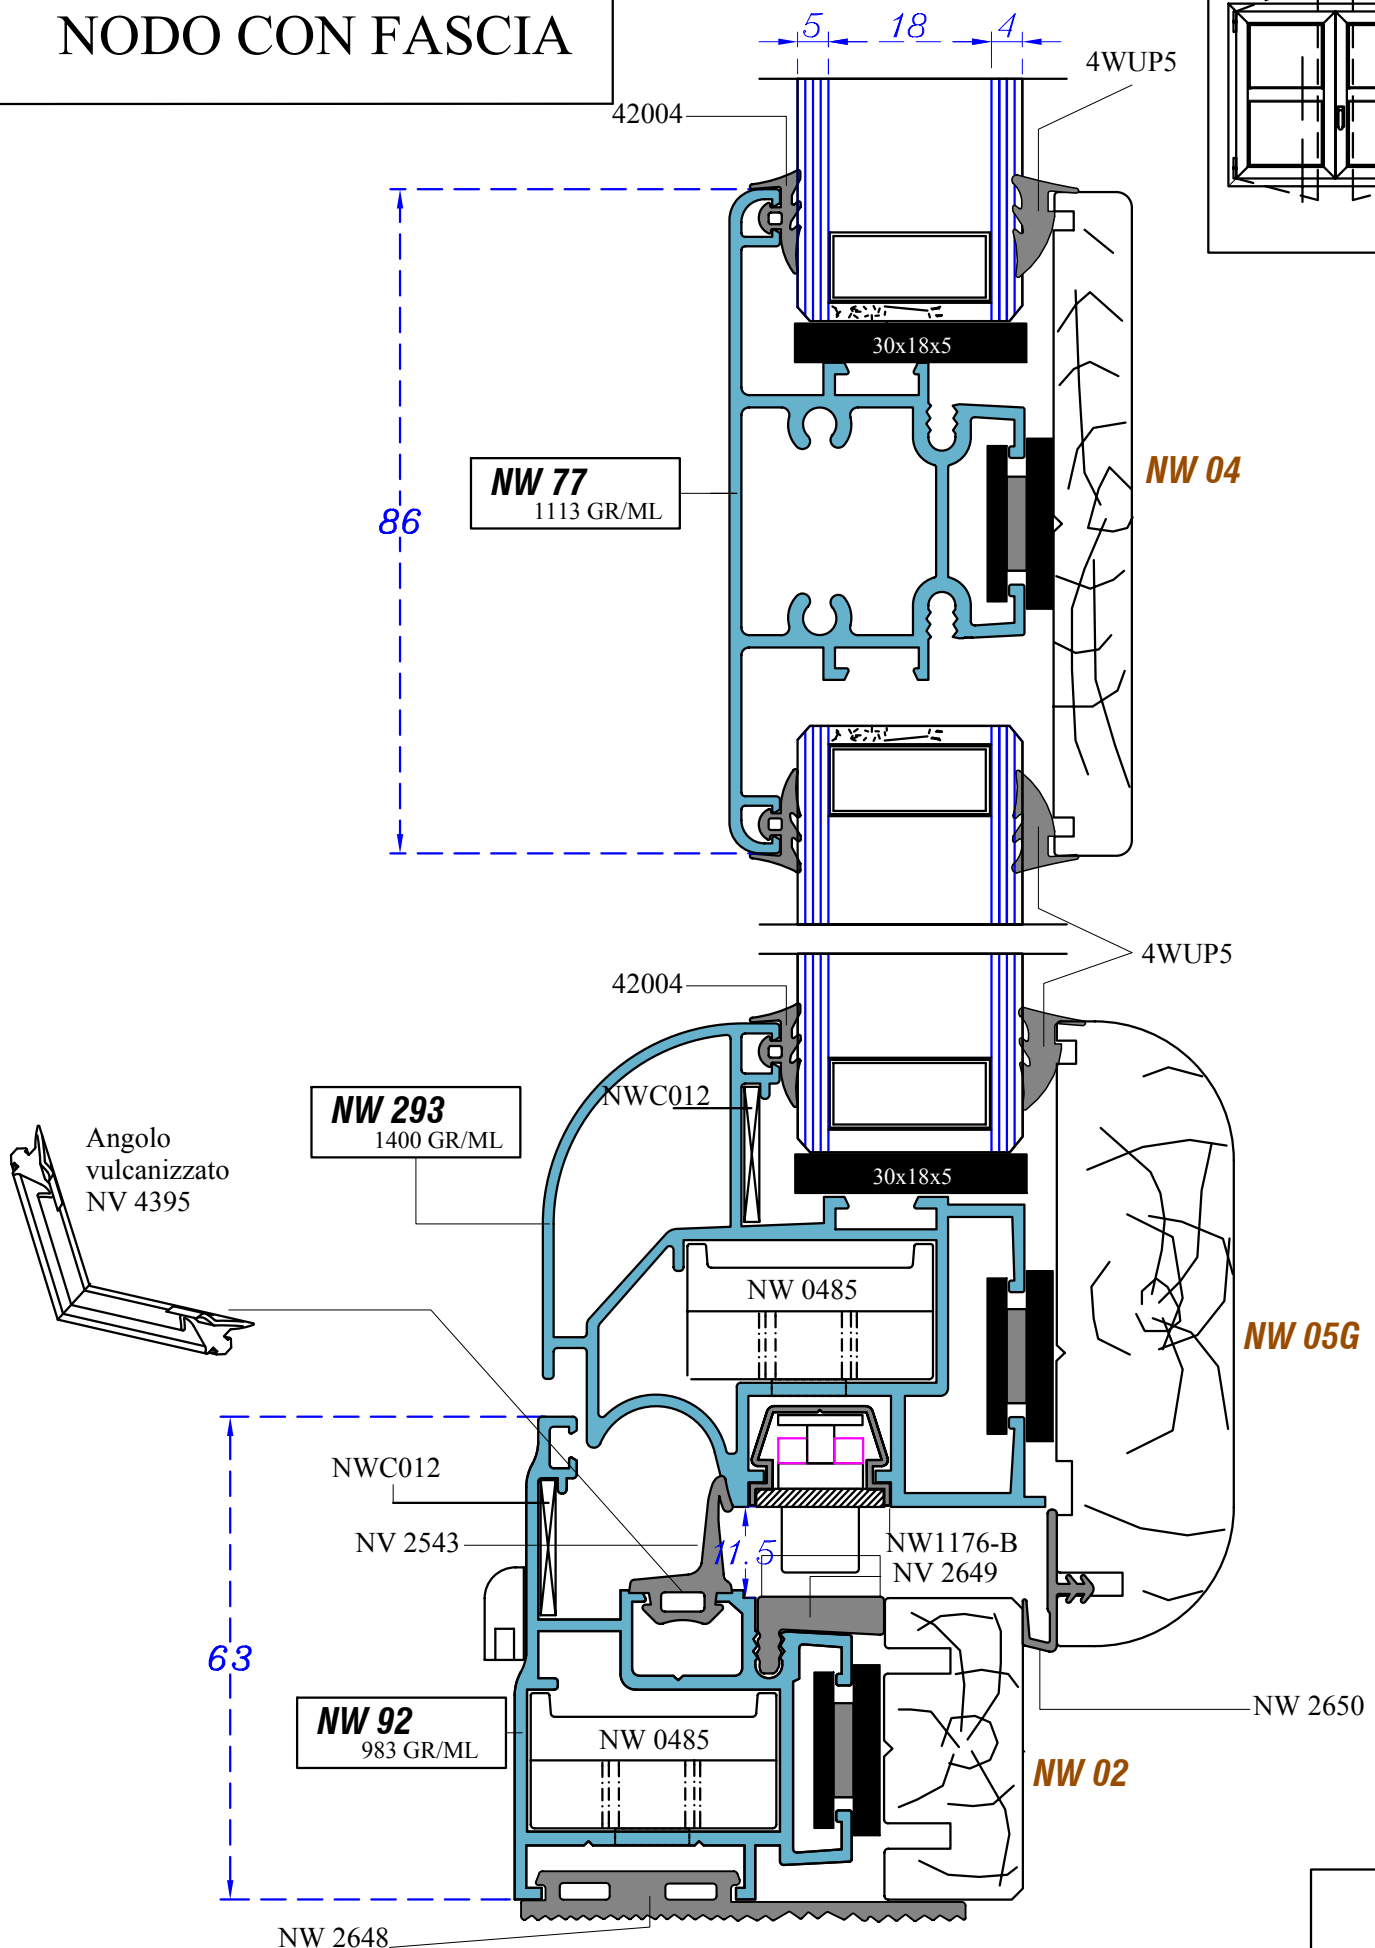 NODO CON FASCIA
5 18 4
4WUP5
42004
30x18x5
NW 04
NW 77
1113 GR/ML
86
4WUP5
42004
NWC012
NW 293
1400 GR/ML
Angolo
vulcanizzato
NV 4395
30x18x5
NW 0485
NW 05G
NWC012
NV 2543
11.5
NW1176-B
NV 2649
63
NW 2650
NW 92
983 GR/ML
NW 0485
NW 02
NW 2648